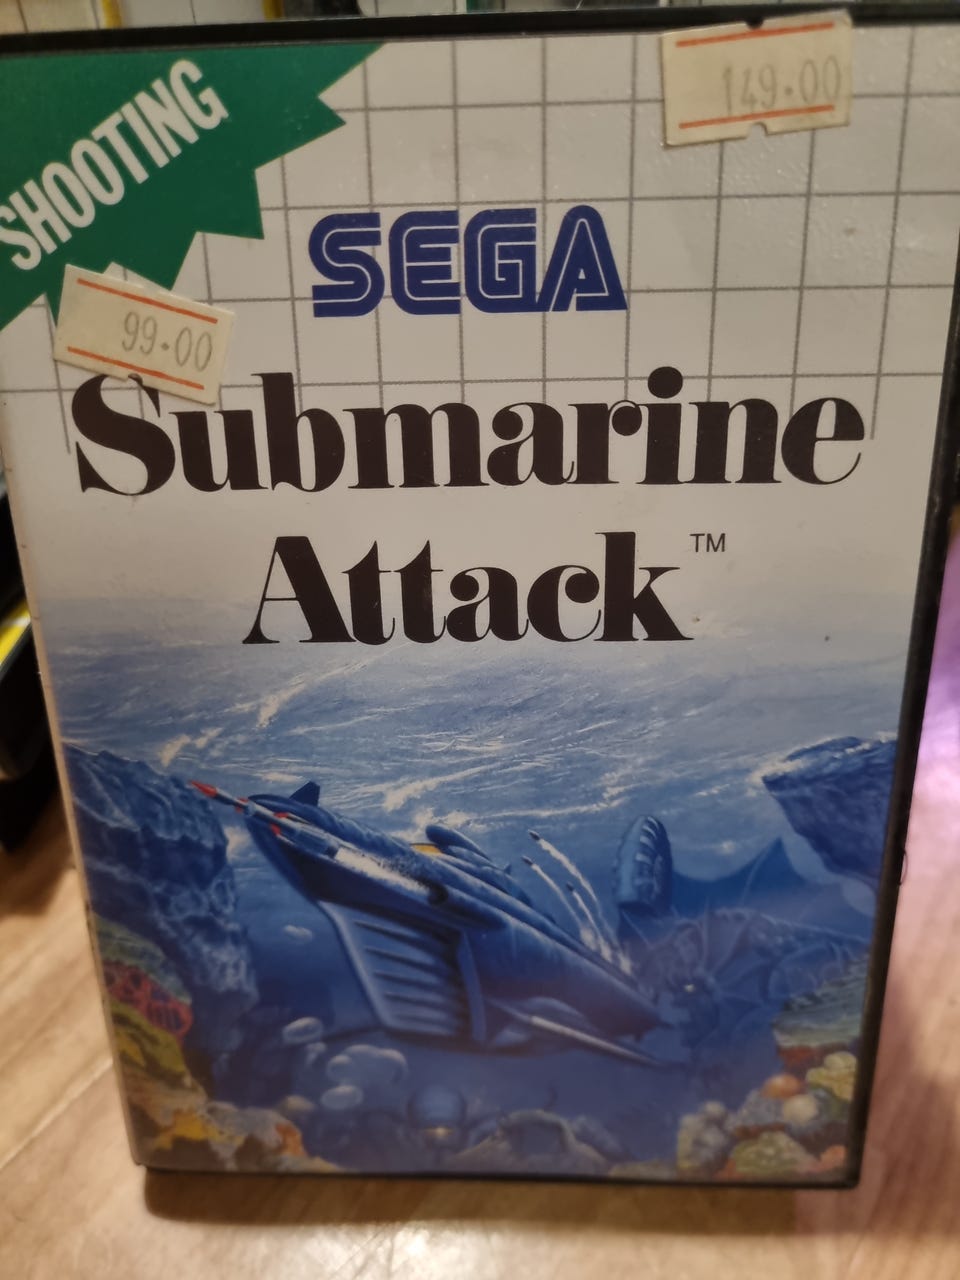 SHOOTING
149.00
SEGA
99.00
Submarine
Attack™